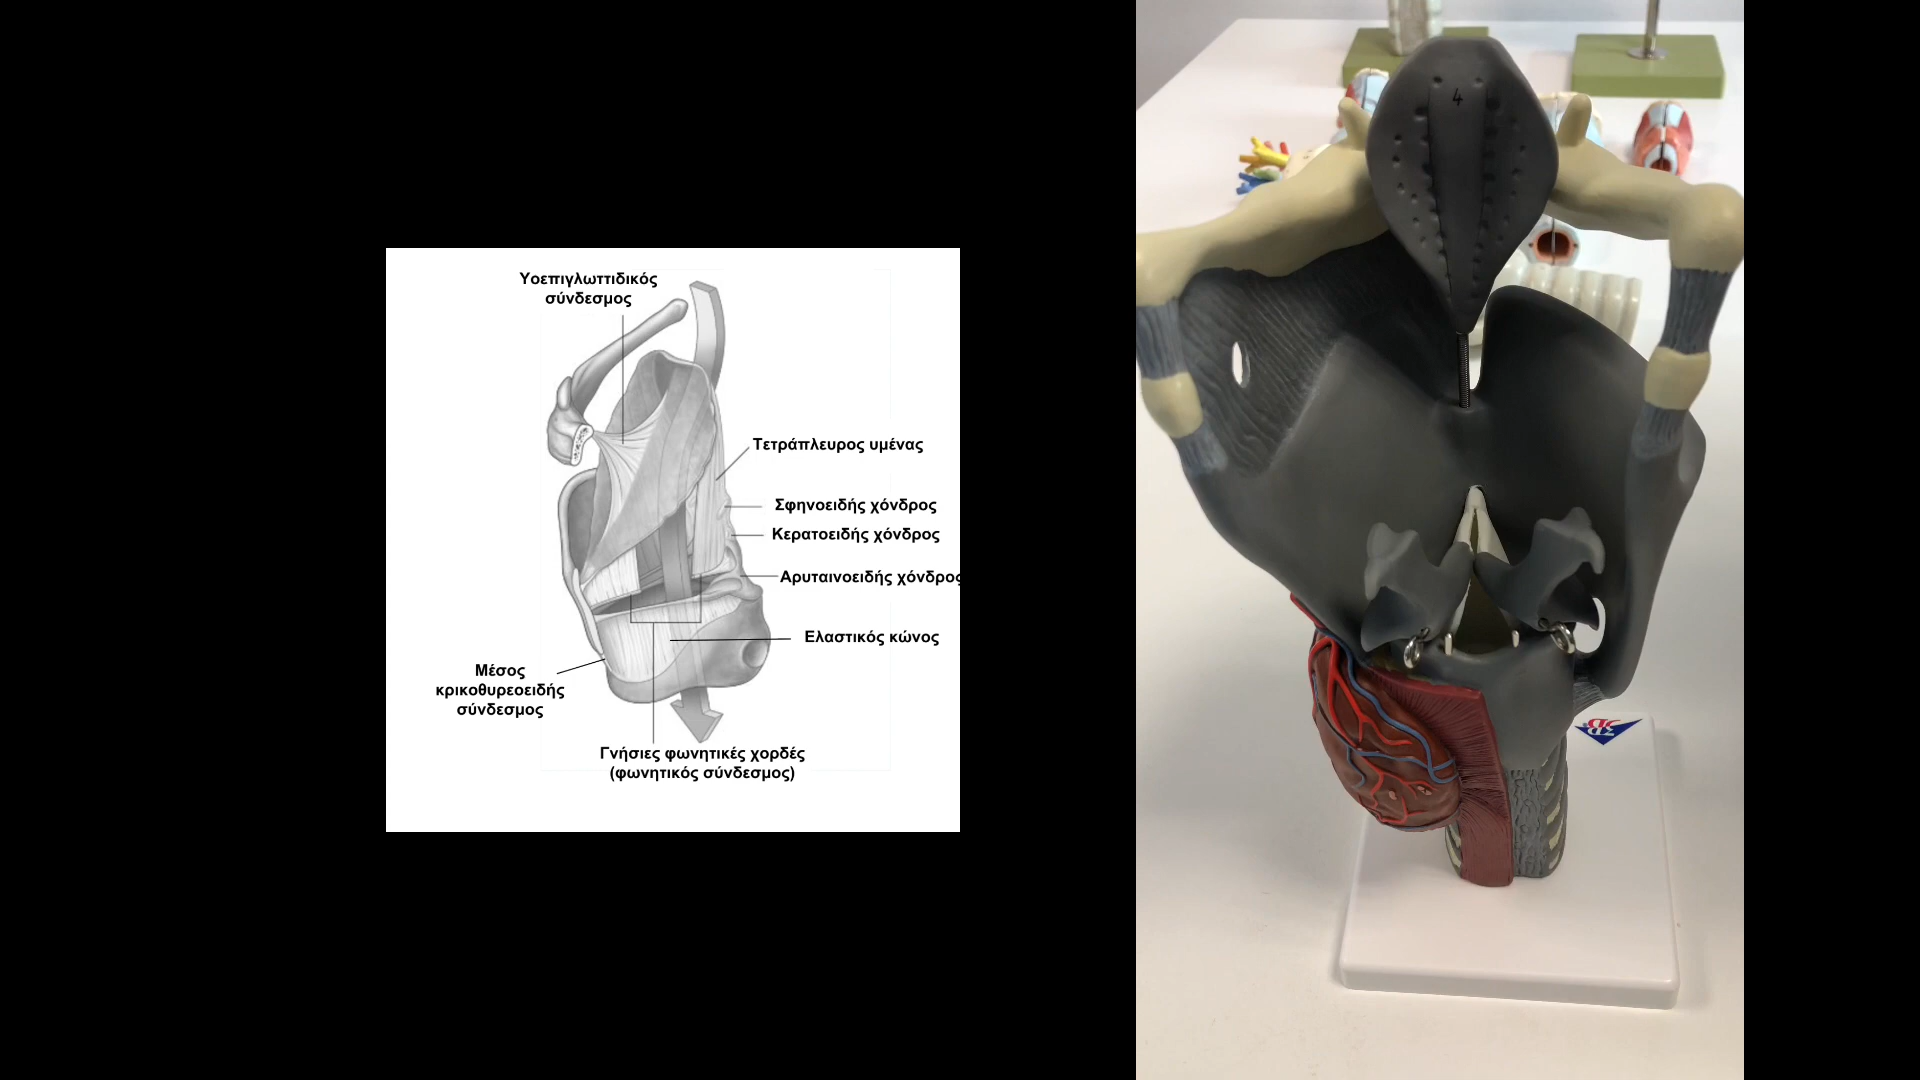 Υοεπιγλωττιδικός
σύνδεσμος
Τετράπλευρος υμένας
Σφηνοειδής χόνδρος
Κερατοειδής χόνδρος
Αρυταινοειδής χόνδρος
Ελαστικός κώνος
Μέσος
κρικοθυρεοειδής
σύνδεσμος
Γνήσιες φωνητικές χορδές
(φωνητικός σύνδεσμος)
4
3B